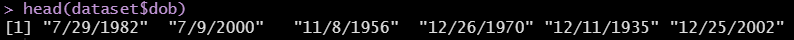 > head(dataset$dob)
[1] "7/29/1982"  "7/9/2000"   "11/8/1956"  "12/26/1970" "12/11/1935" "12/25/2002"